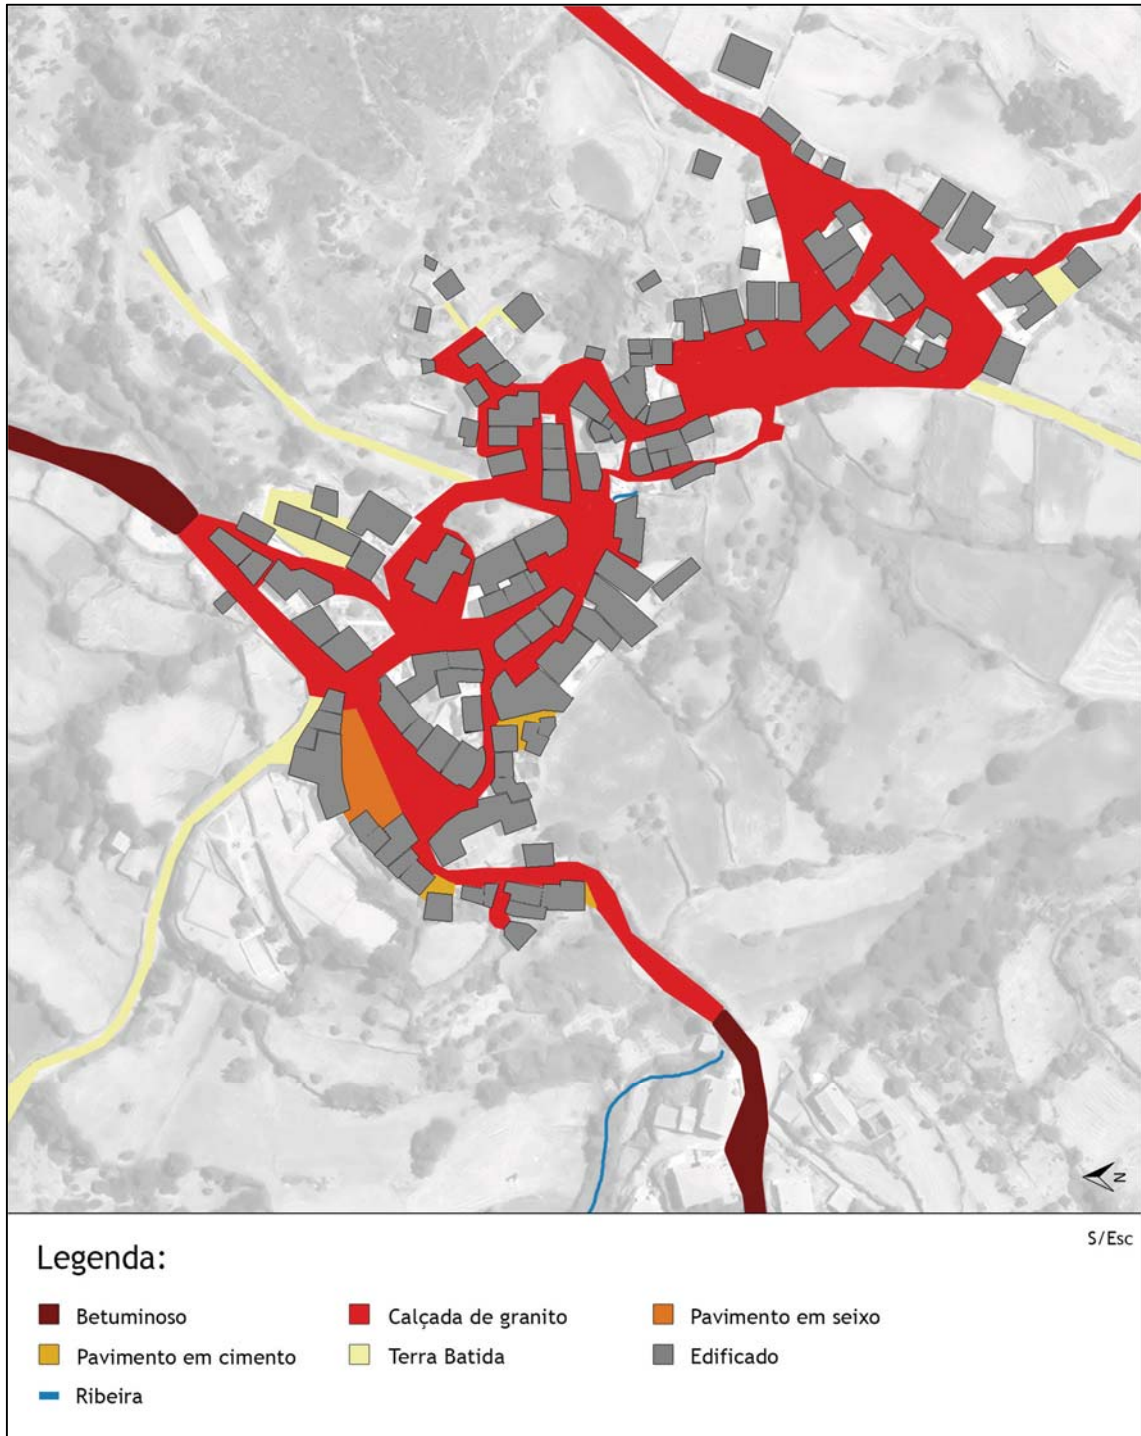 N
S/Esc
Legenda:
Betuminoso
Calçada de granito
Pavimento em seixo
Pavimento em cimento
Terra Batida
Edificado
Ribeira